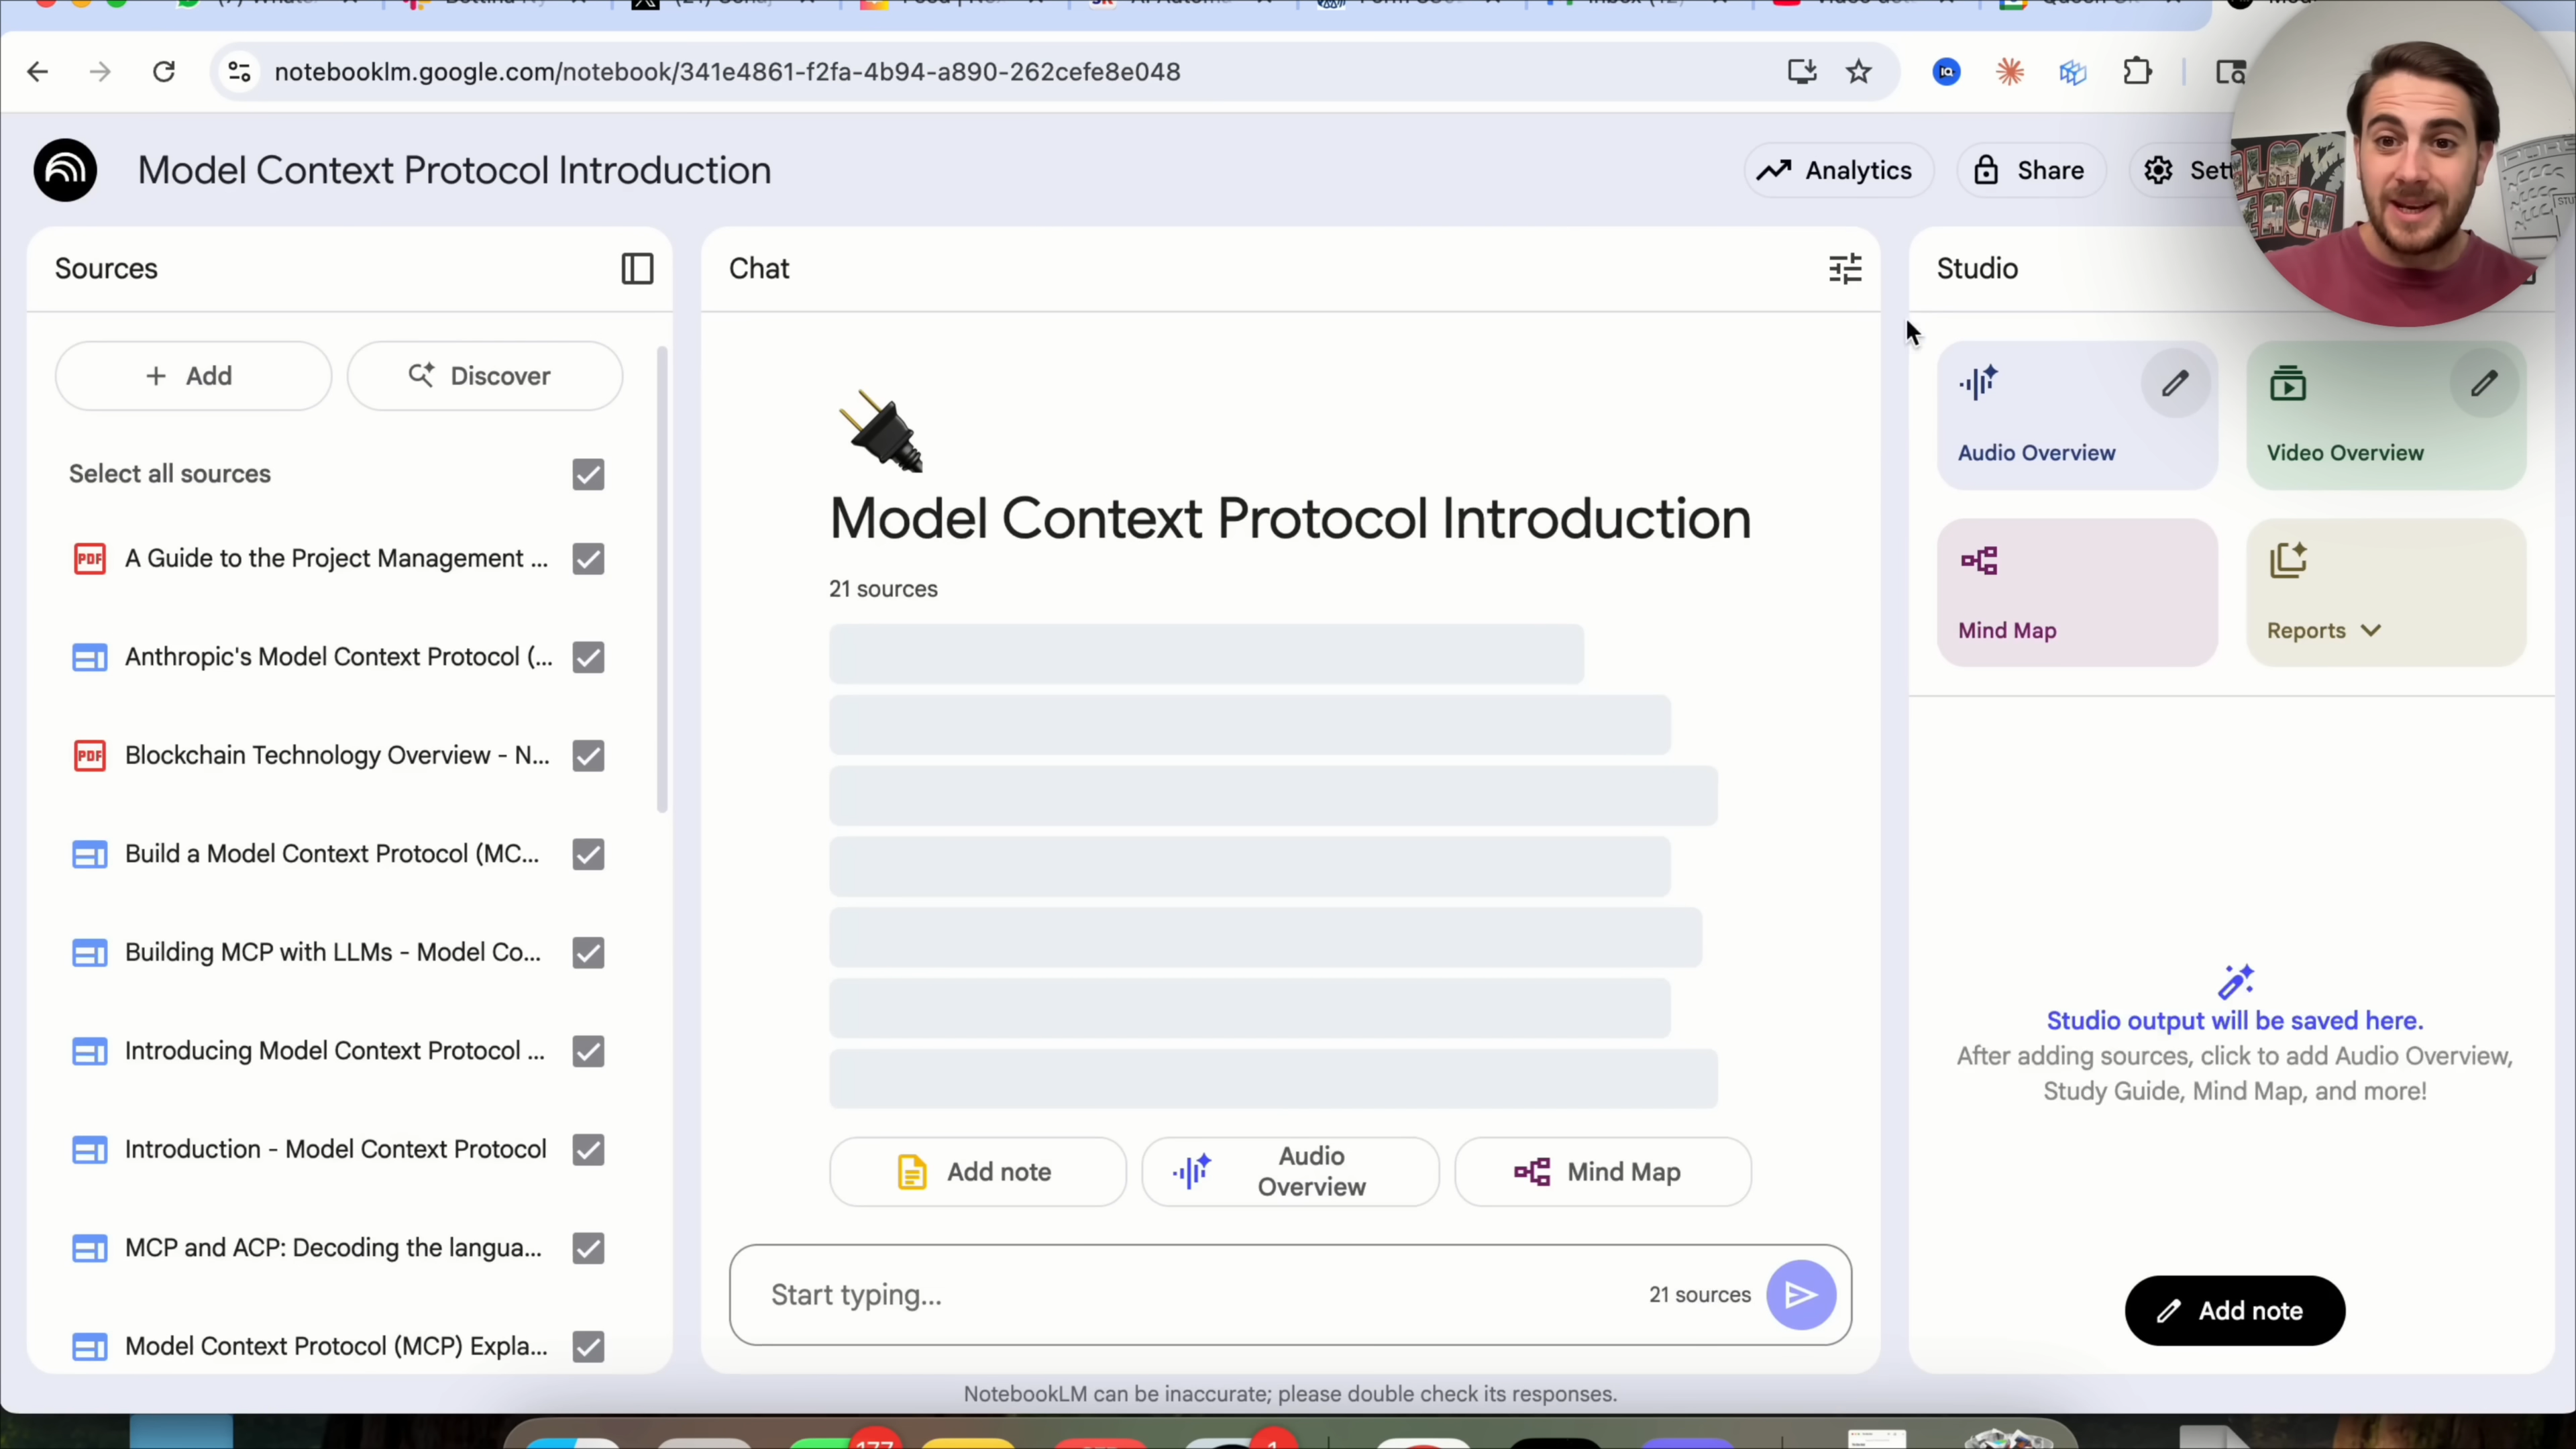 notebooklm.google.com/notebook/341e4861-f2fa-4b94-a890-262cefe8e048
Model Context Protocol Introduction
Analytics
Share
Sett
Sources
Add
Discover
Select all sources
A Guide to the Project Management ...
Anthropic's Model Context Protocol (...
Blockchain Technology Overview - N...
Build a Model Context Protocol (MC...
Building MCP with LLMs - Model Co...
Introducing Model Context Protocol ...
Introduction - Model Context Protocol
MCP and ACP: Decoding the langua...
Model Context Protocol (MCP) Expla...
Chat
Model Context Protocol Introduction
21 sources
Add note
Audio
Overview
Mind Map
Start typing...
21 sources
Studio
Audio Overview
Video Overview
Mind Map
Reports
Studio output will be saved here.
After adding sources, click to add Audio Overview,
Study Guide, Mind Map, and more!
Add note
NotebookLM can be inaccurate; please double check its responses.